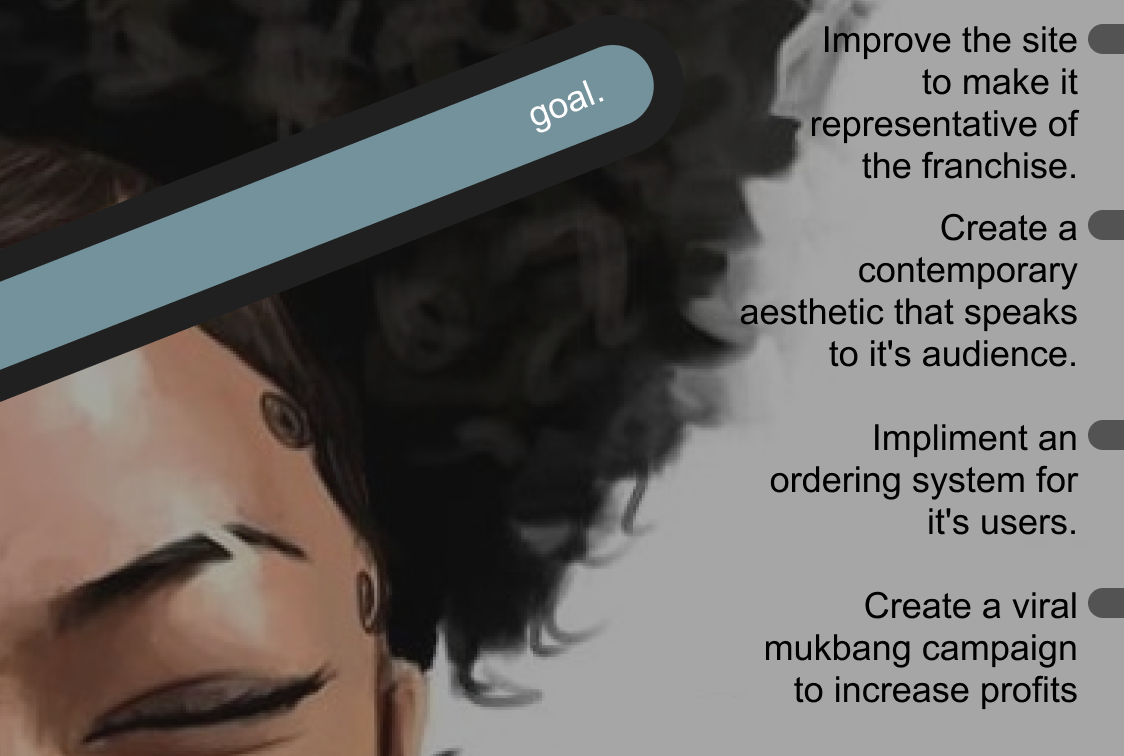 goal.
Improve the site
to make it
representative of
the franchise.
Create a
contemporary
aesthetic that speaks
to it's audience.
Impliment an
ordering system for
it's users.
Create a viral
mukbang campaign
to increase profits